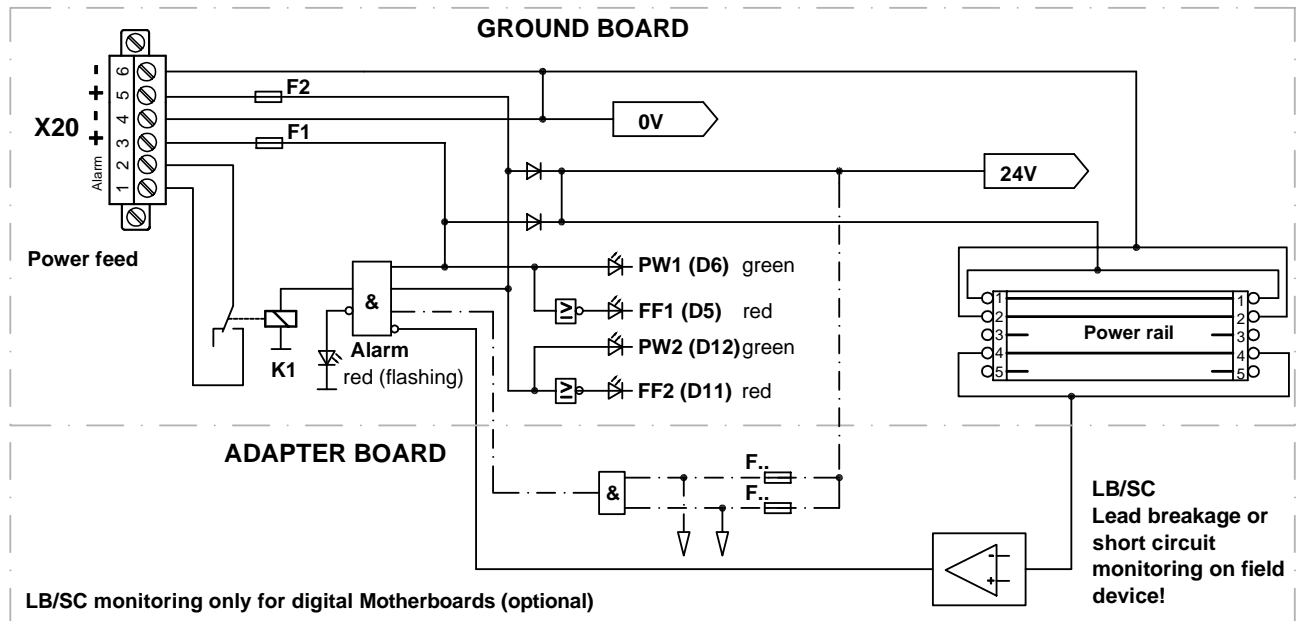 GROUND BOARD
X20
Alarm
- 6
+ 5
- 4
+ 3
2
1
F2
F1
0V
24V
Power feed
&
K1
Alarm
red (flashing)
PW1 (D6) green
≥ FF1 (D5) red
PW2 (D12) green
≥ FF2 (D11) red
1 1
2 2
3 Power rail 3
4 4
5 5
ADAPTER BOARD
&
F..
F..
-
+
LB/SC
Lead breakage or
short circuit
monitoring on field
device!
LB/SC monitoring only for digital Motherboards (optional)